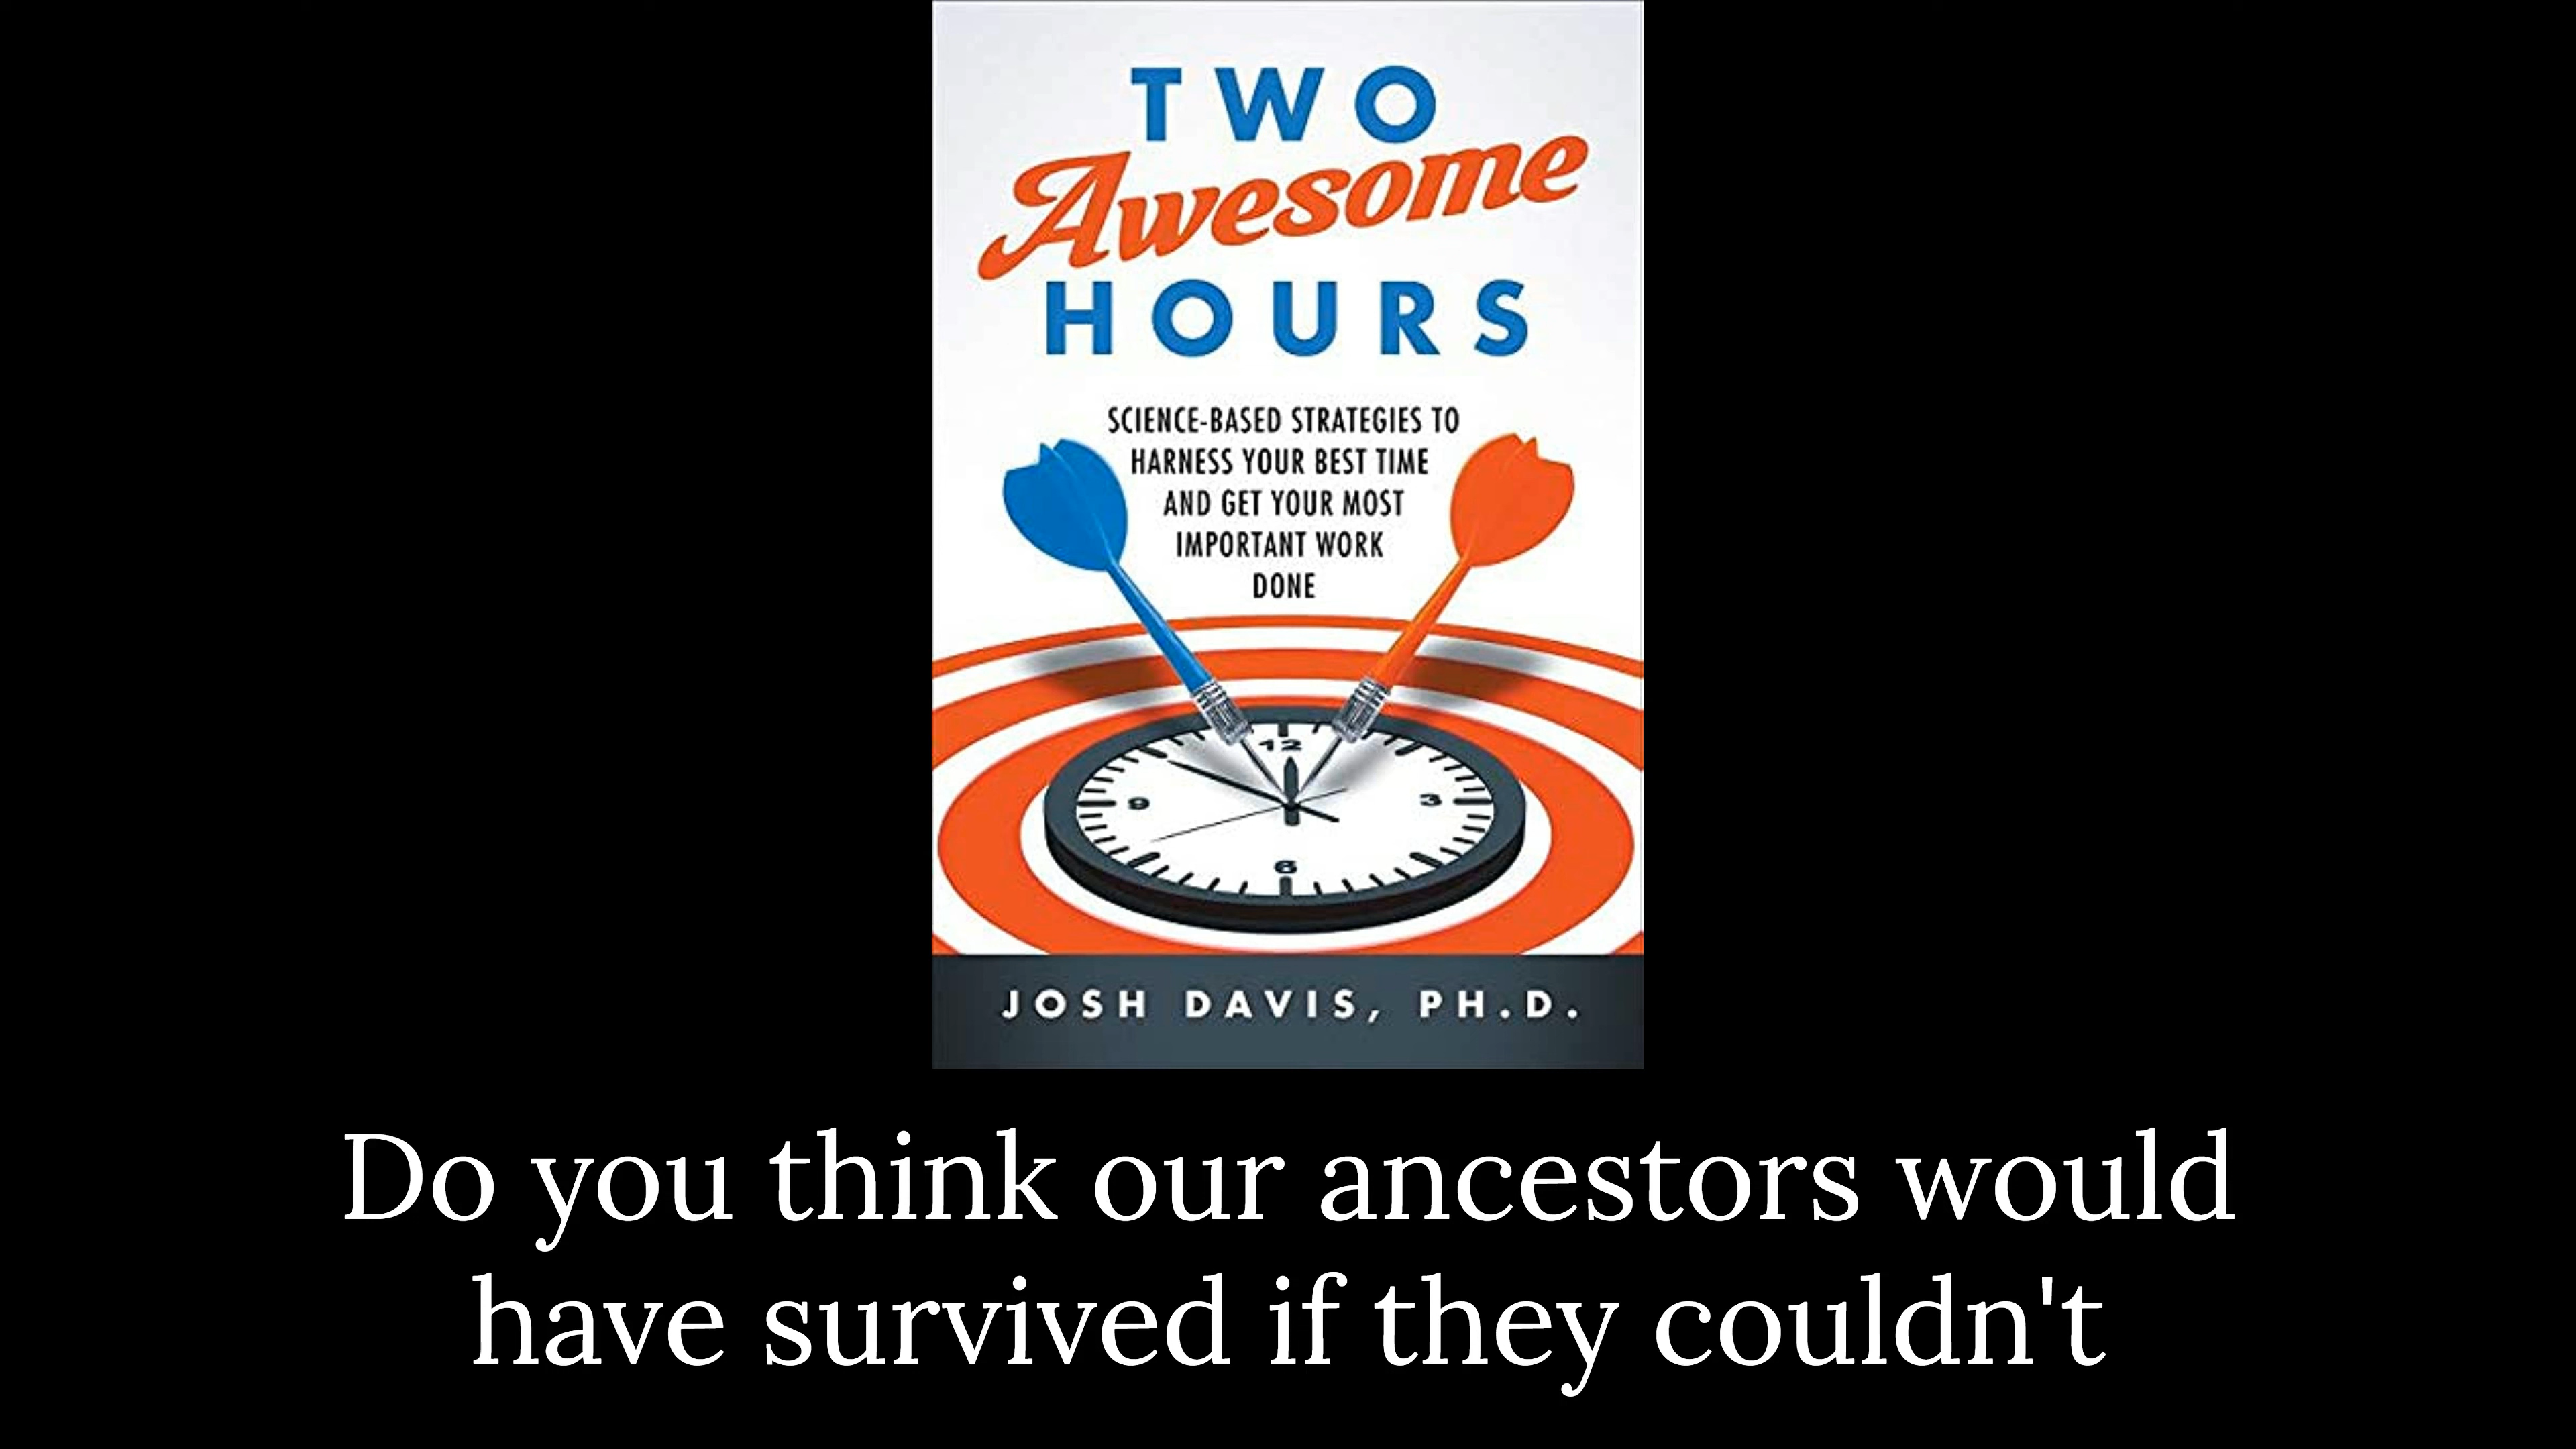 TWO
Awesome
HOURS
SCIENCE-BASED STRATEGIES TO
HARNESS YOUR BEST TIME
AND GET YOUR MOST
IMPORTANT WORK
DONE
12
9
3
6
JOSH DAVIS, PH.D.
Do you think our ancestors would
have survived if they couldn't